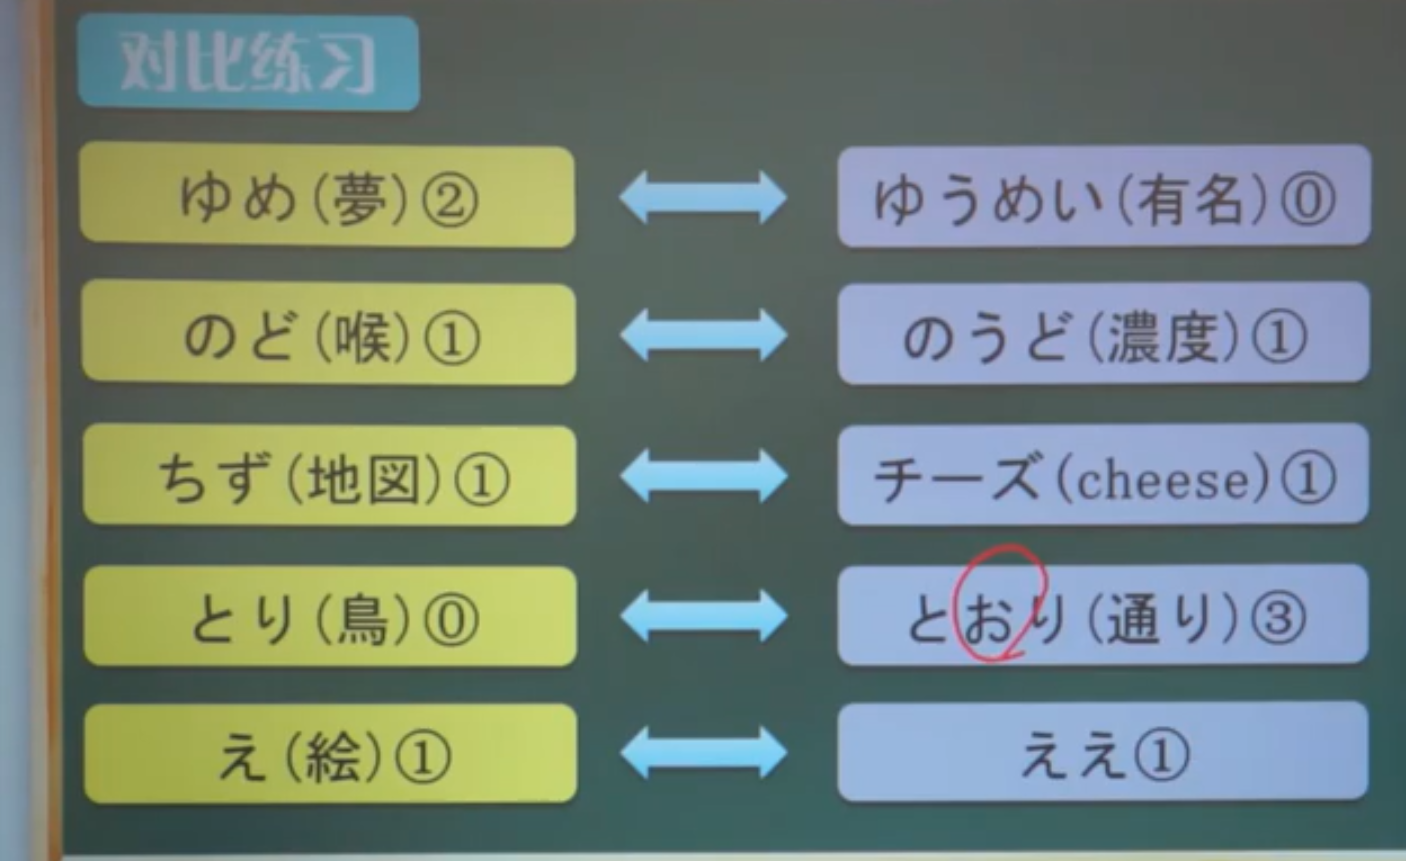 对比练习
ゆめ(夢)② ゆうめい(有名)⓪
のど(喉)① のうど(濃度)①
ちず(地図)① チーズ(cheese)①
とり(鳥)⓪ とおり(通り)③
え(絵)① ええ①